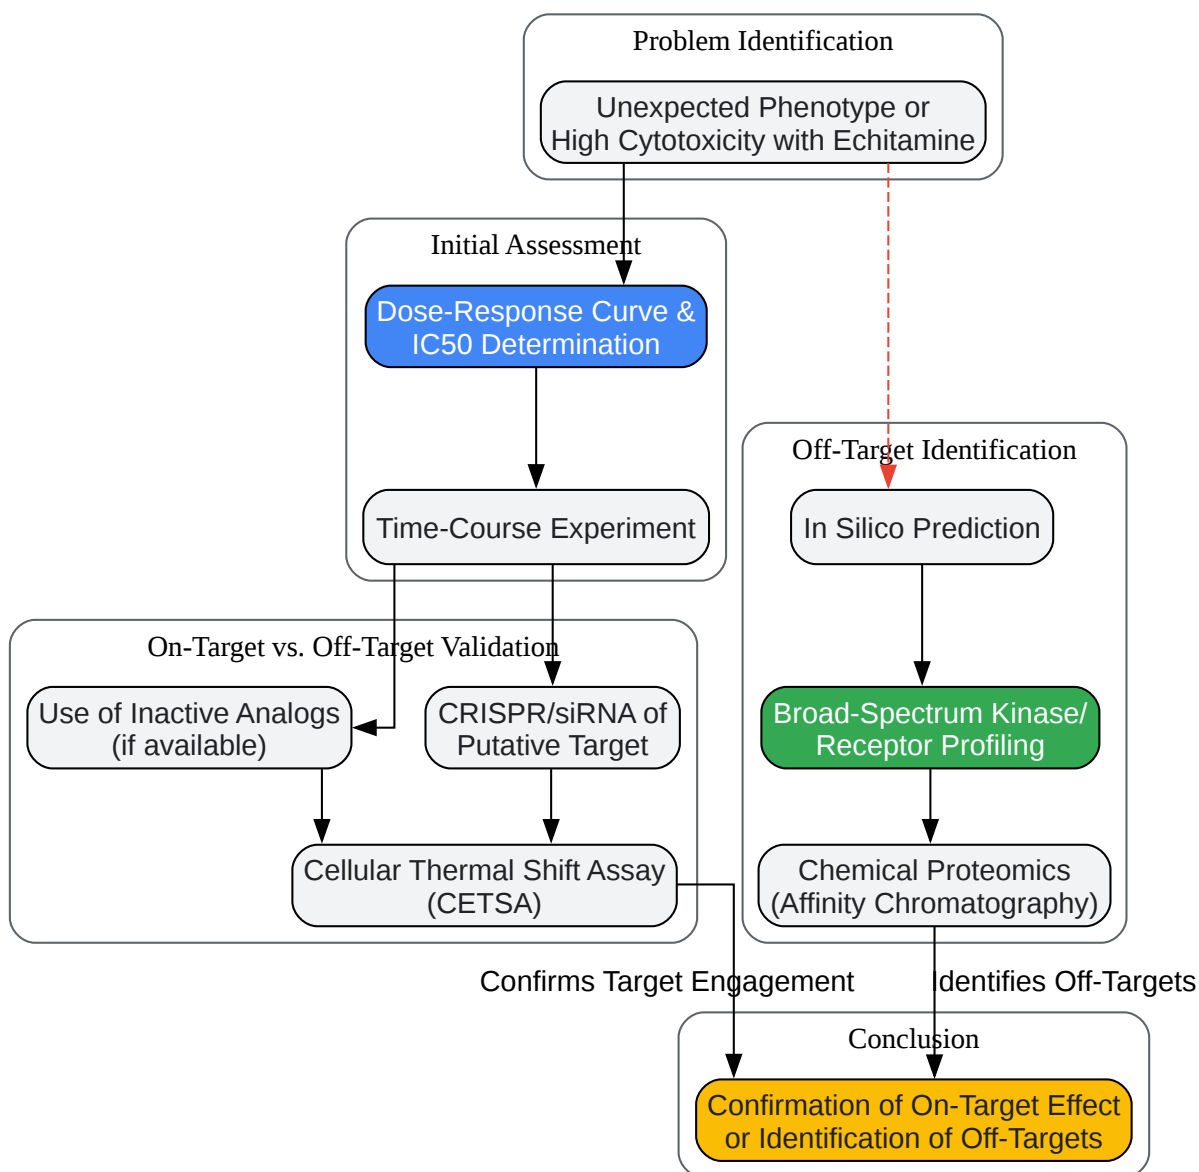 Problem Identification
Unexpected Phenotype or
High Cytotoxicity with Echitamine
Initial Assessment
Dose-Response Curve &
IC50 Determination
Time-Course Experiment
Off-Target Identification
In Silico Prediction
On-Target vs. Off-Target Validation
Use of Inactive Analogs
(if available)
CRISPR/siRNA of
Putative Target
Broad-Spectrum Kinase/
Receptor Profiling
Cellular Thermal Shift Assay
(CETSA)
Chemical Proteomics
(Affinity Chromatography)
Confirms Target Engagement
Identifies Off-Targets
Conclusion
Confirmation of On-Target Effect
or Identification of Off-Targets